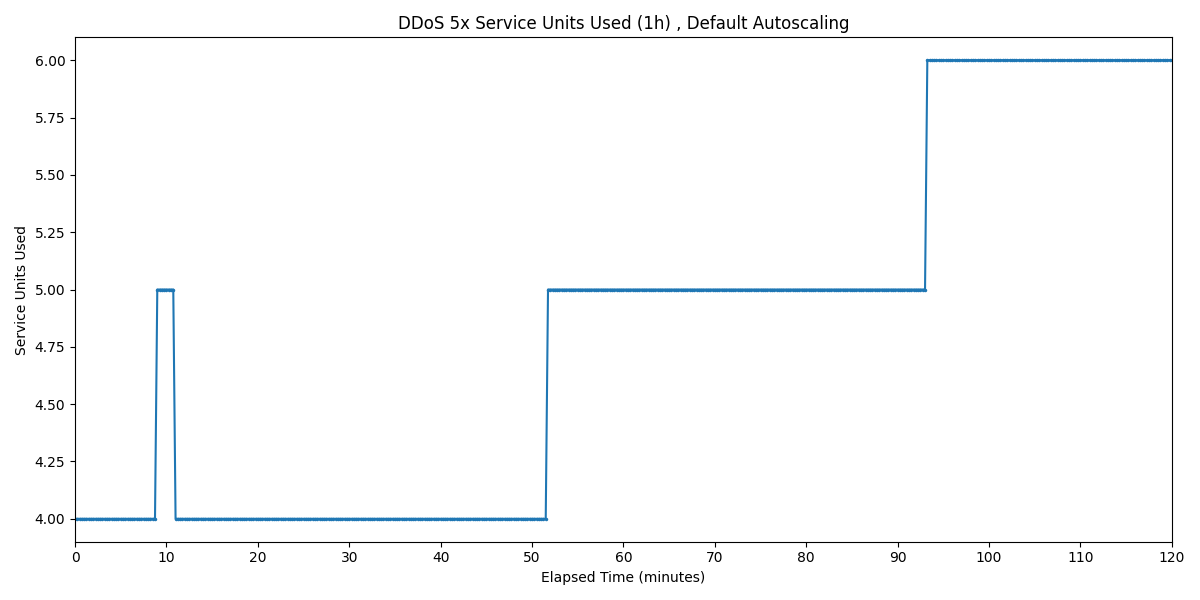 DDoS 5x Service Units Used (1h) , Default Autoscaling
Service Units Used
6.00
5.75
5.50
5.25
5.00
4.75
4.50
4.25
4.00
0 10 20 30 40 50 60 70 80 90 100 110 120
Elapsed Time (minutes)